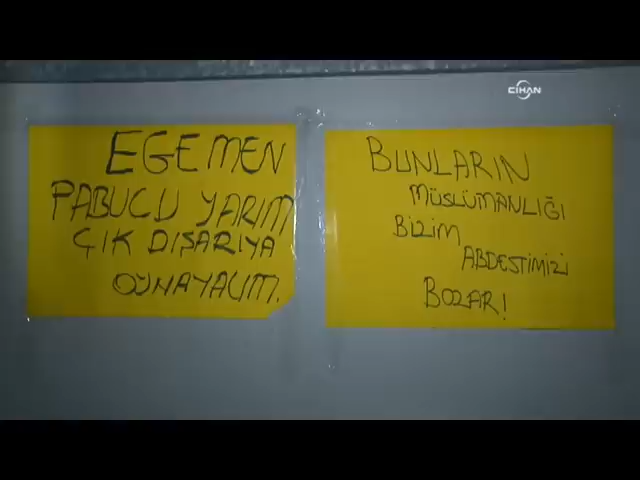 CİHAN
EGEMEN
PABUCU YARIM
ÇIK DIŞARIYA
OYNAYALIM.
BUNLARIN
MÜSLÜMANLIĞI
BİZİM
ABDESTİMİZİ
BOZAR!